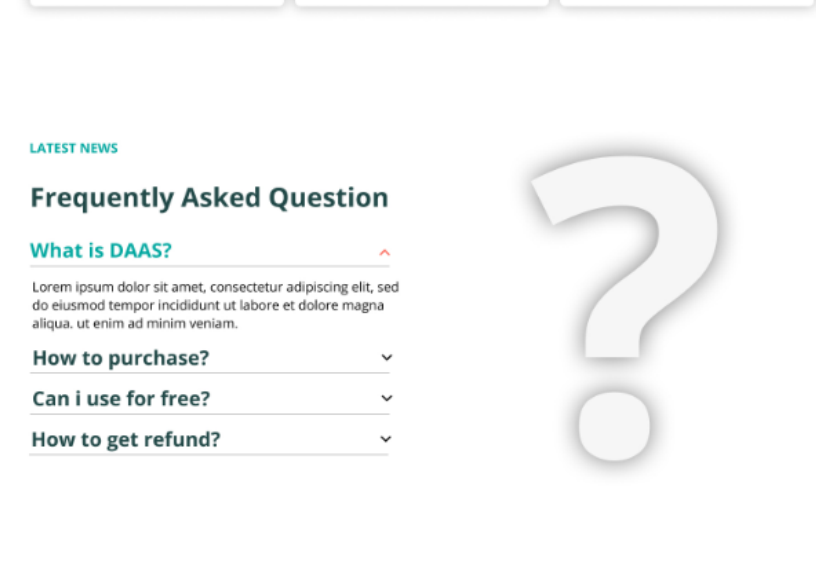 LATEST NEWS
Frequently Asked Question
What is DAAS?
Lorem ipsum dolor sit amet, consectetur adipiscing elit, sed
do eiusmod tempor incididunt ut labore et dolore magna
aliqua. ut enim ad minim veniam.
How to purchase?
Can i use for free?
How to get refund?
?